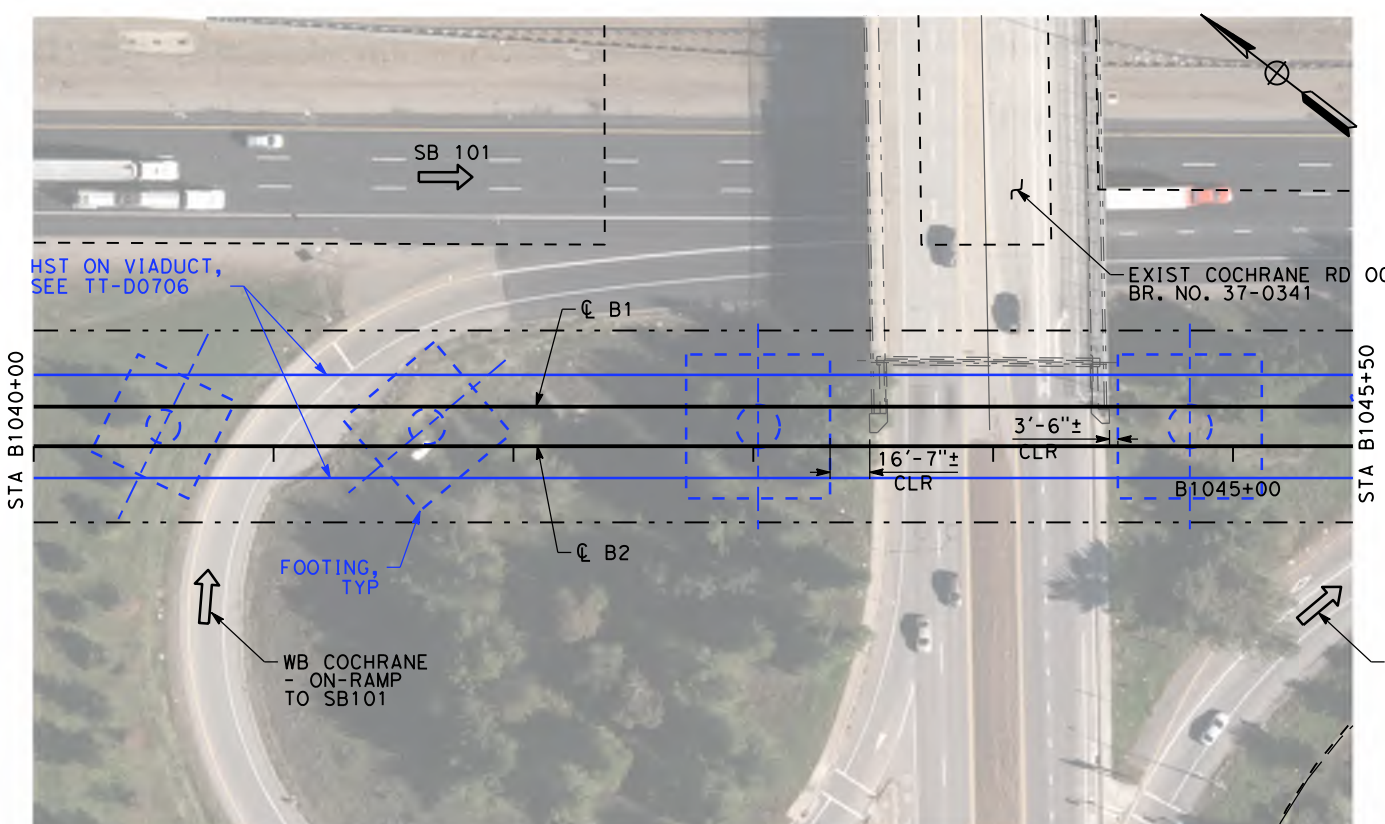 SB 101
HST ON VIADUCT,
SEE TT-D0706
℄ B1
EXIST COCHRANE RD OC
BR. NO. 37-0341
STA B1040+00
STA B1045+50
3'-6"±
CLR
16'-7"±
CLR
B1045+00
℄ B2
FOOTING,
TYP
WB COCHRANE
- ON-RAMP
TO SB101